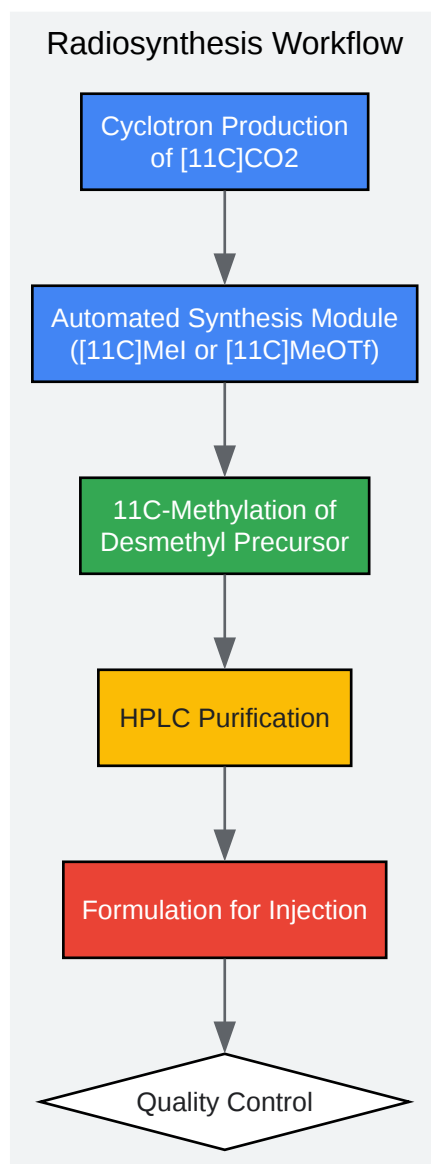 Radiosynthesis Workflow
Cyclotron Production
of [11C]CO2
Automated Synthesis Module
([11C]MeI or [11C]MeOTf)
11C-Methylation of
Desmethyl Precursor
HPLC Purification
Formulation for Injection
Quality Control